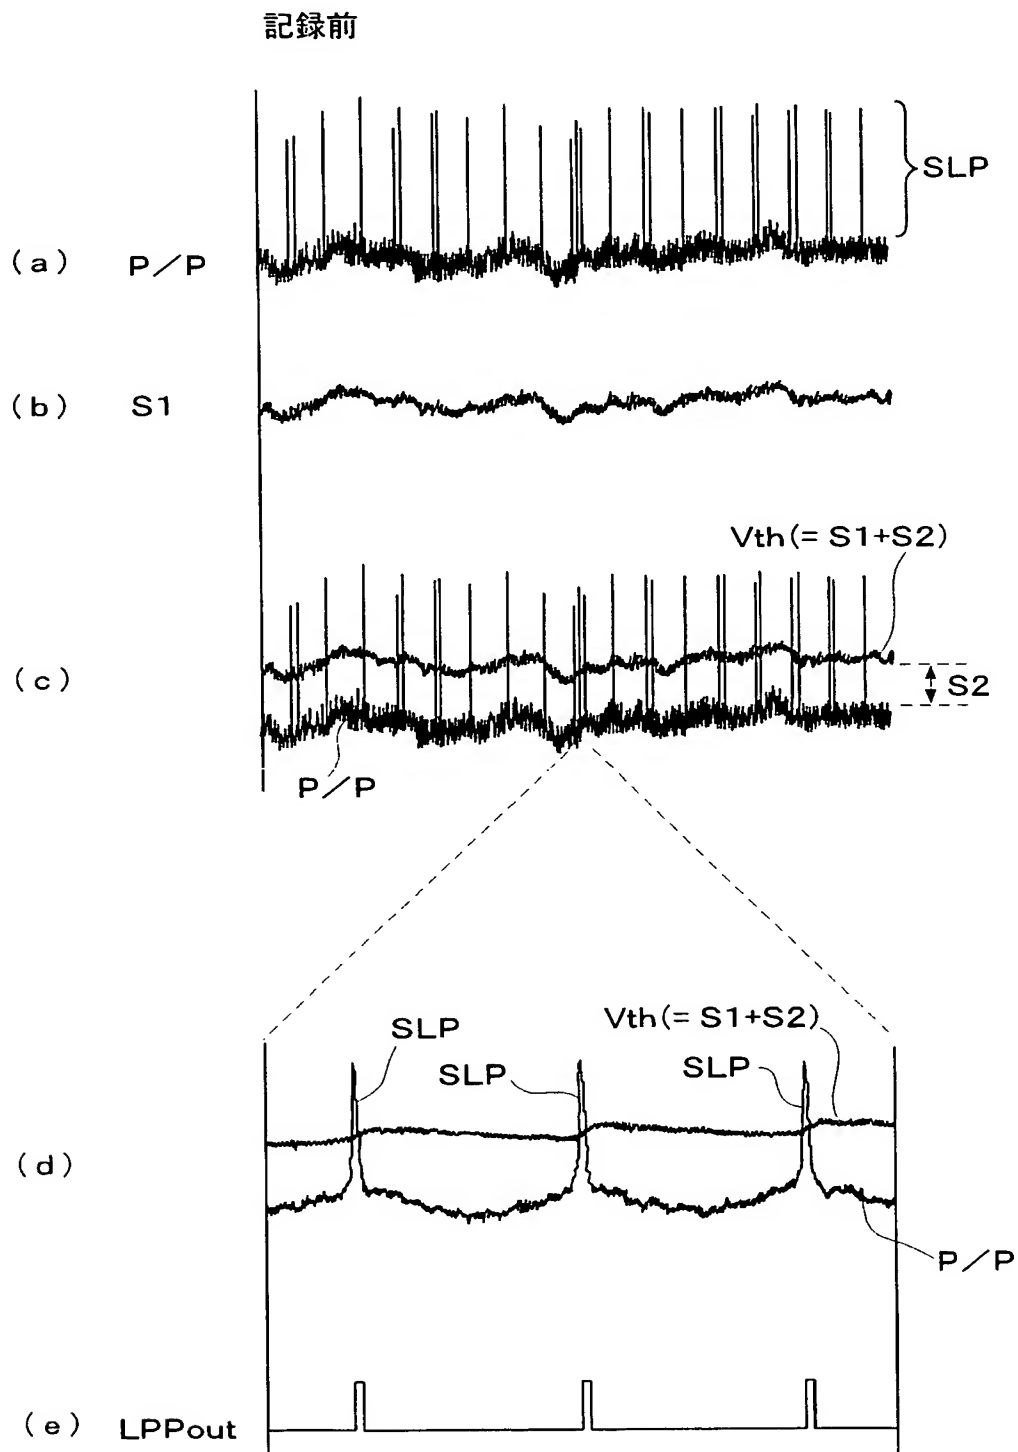 記録前
SLP
(a) P/P
(b) S1
Vth(= S1+S2)
(c)
S2
P/P
SLP
Vth(= S1+S2)
SLP
SLP
(d)
P/P
(e) LPPout